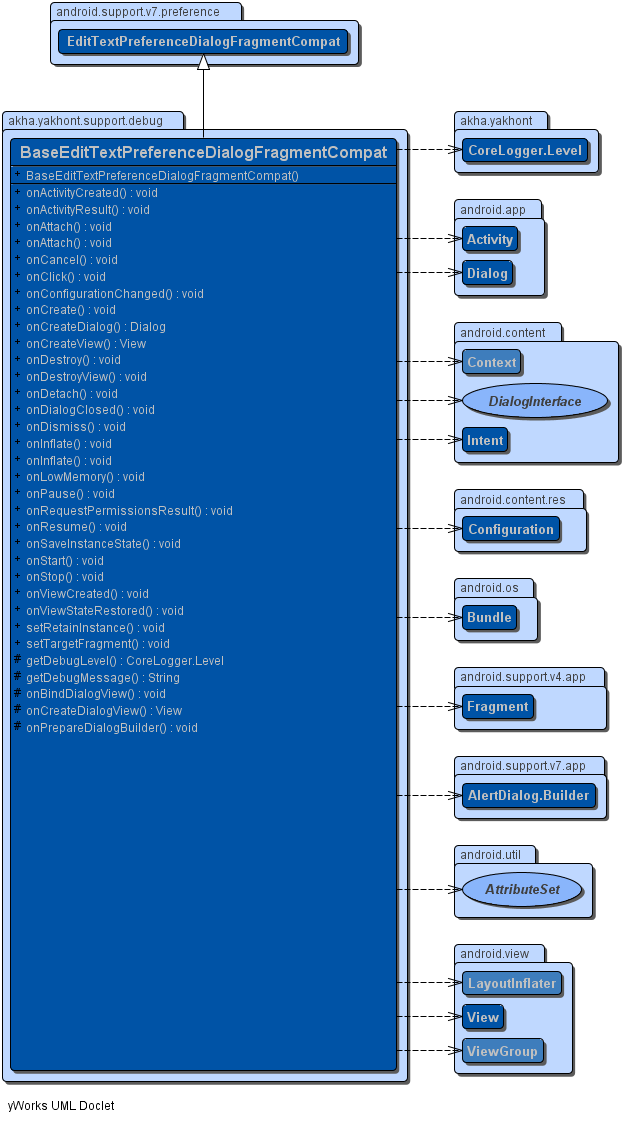 android.support.v7.preference
EditTextPreferenceDialogFragmentCompat
akha.yakhont.support.debug
BaseEditTextPreferenceDialogFragmentCompat
+ BaseEditTextPreferenceDialogFragmentCompat()
+ onActivityCreated() : void
+ onActivityResult() : void
+ onAttach() : void
+ onAttach() : void
+ onCancel() : void
+ onClick() : void
+ onConfigurationChanged() : void
+ onCreate() : void
+ onCreateDialog() : Dialog
+ onCreateView() : View
+ onDestroy() : void
+ onDestroyView() : void
+ onDetach() : void
+ onDialogClosed() : void
+ onDismiss() : void
+ onInflate() : void
+ onInflate() : void
+ onLowMemory() : void
+ onPause() : void
+ onRequestPermissionsResult() : void
+ onResume() : void
+ onSaveInstanceState() : void
+ onStart() : void
+ onStop() : void
+ onViewCreated() : void
+ onViewStateRestored() : void
+ setRetainInstance() : void
+ setTargetFragment() : void
# getDebugLevel() : CoreLogger.Level
# getDebugMessage() : String
# onBindDialogView() : void
# onCreateDialogView() : View
# onPrepareDialogBuilder() : void
akha.yakhont
CoreLogger.Level
android.app
Activity
Dialog
android.content
Context
DialogInterface
Intent
android.content.res
Configuration
android.os
Bundle
android.support.v4.app
Fragment
android.support.v7.app
AlertDialog.Builder
android.util
AttributeSet
android.view
LayoutInflater
View
ViewGroup
yWorks UML Doclet